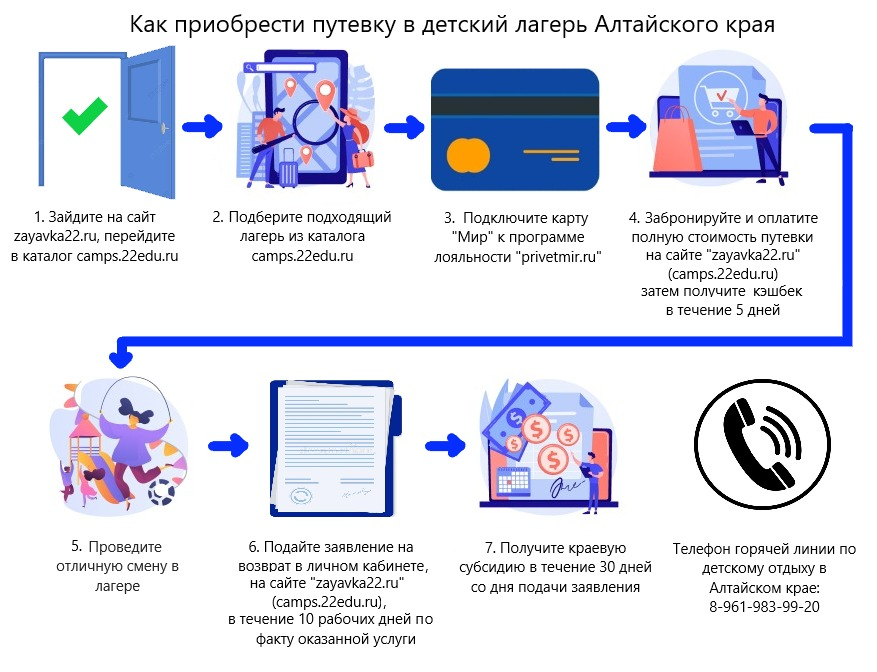 Как приобрести путевку в детский лагерь Алтайского края
1. Зайдите на сайт
zayavka22.ru, перейдите
в каталог camps.22edu.ru
2. Подберите подходящий
лагерь из каталога
camps.22edu.ru
3. Подключите карту
"Мир" к программе
лояльности "privetmir.ru"
4. Забронируйте и оплатите
полную стоимость путевки
на сайте "zayavka22.ru"
(camps.22edu.ru)
затем получите кэшбек
в течение 5 дней
5. Проведите
отличную смену в
лагере
6. Подайте заявление на
возврат в личном кабинете,
на сайте "zayavka22.ru"
(camps.22edu.ru),
в течение 10 рабочих дней по
факту оказанной услуги
7. Получите краевую
субсидию в течение 30 дней
со дня подачи заявления
Телефон горячей линии по
детскому отдыху в
Алтайском крае:
8-961-983-99-20